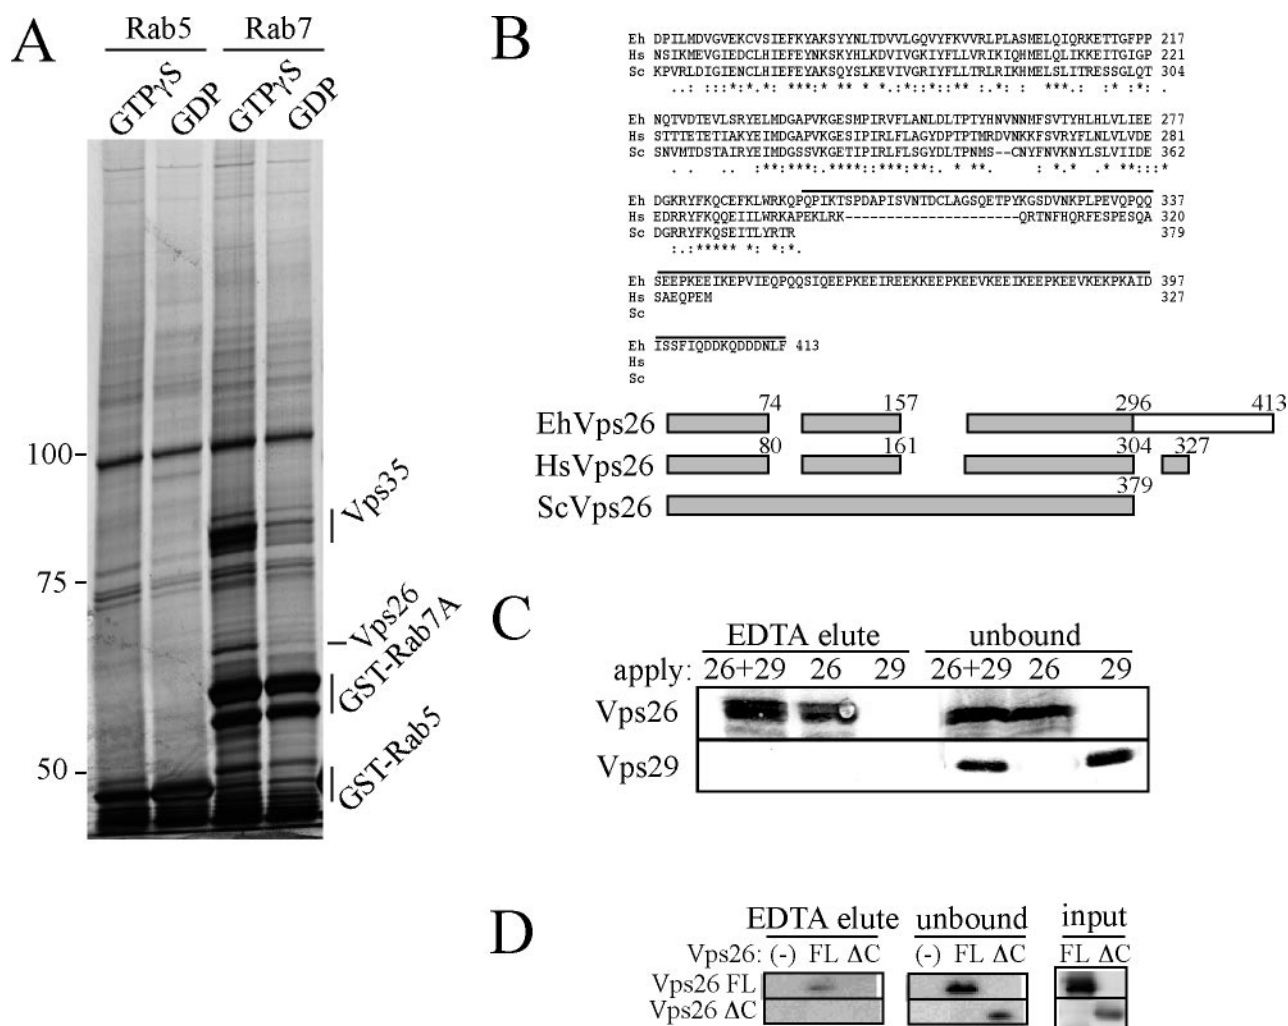 A
Rab5 Rab7
GTPγS GDP GTPγS GDP
100
75
50
Vps35
Vps26
GST-Rab7A
GST-Rab5
B
Eh DPILMDVGVEKCVSIEFKYAKSYYNLTDVVLGQVYFKVVRLPLASMELQIQRKETTGFPP 217
Hs NSIKMEVGIEDCLHIEFEYNKSKYHLKDVIVGKIYFLLVRIKIQHMELQLIKKEITGIGP 221
Sc KPVRLDIGIENCLHIEFEYAKSQYSLKEVIVGRIYFLLTRLRIKHMELSLITRESSGLQT 304
Eh NQTVDTEVLSRYELMDGAPVKGESMPIRVFLANLDLTPTYHNVNNMFSVTYHLHLVLIEE 277
Hs STTTETETIAKYEIMDGAPVKGESIPIRLFLAGYDPTPTMRDVNKKFSVRYFLNLVLVDE 281
Sc SNVMTDSTAIRYEIMDGSSVKGETIPIRLFLSGYDLTPNMS--CNYFNVKNYLSLVIIDE 362
Eh DGKRYFKQCEFKLWRKQPQPIKTSPDAPISVNTDCLAGSQETPYKGSDVNKPLPEVQPQQ 337
Hs EDRRYFKQQEIILWRKAPEKLRK--------------------QRTNFHQRFESPESQA 320
Sc DGRRYFKQSEITLYRTR 379
Eh SEEPKEEIKEPVIEQPQQSIQEEPKEEIREEKKEEPKEEVKEEIKEEPKEEVKEKPKAID 397
Hs SAEQPEM 327
Sc
Eh ISSFIQDDKQDDDNLF 413
Hs
Sc
74 157 296 413
EhVps26
80 161 304 327
HsVps26
379
ScVps26
C
EDTA elute unbound
apply: 26+29 26 29 26+29 26 29
Vps26
Vps29
D
EDTA elute unbound input
Vps26: (-) FL ΔC (-) FL ΔC FL ΔC
Vps26 FL
Vps26 ΔC